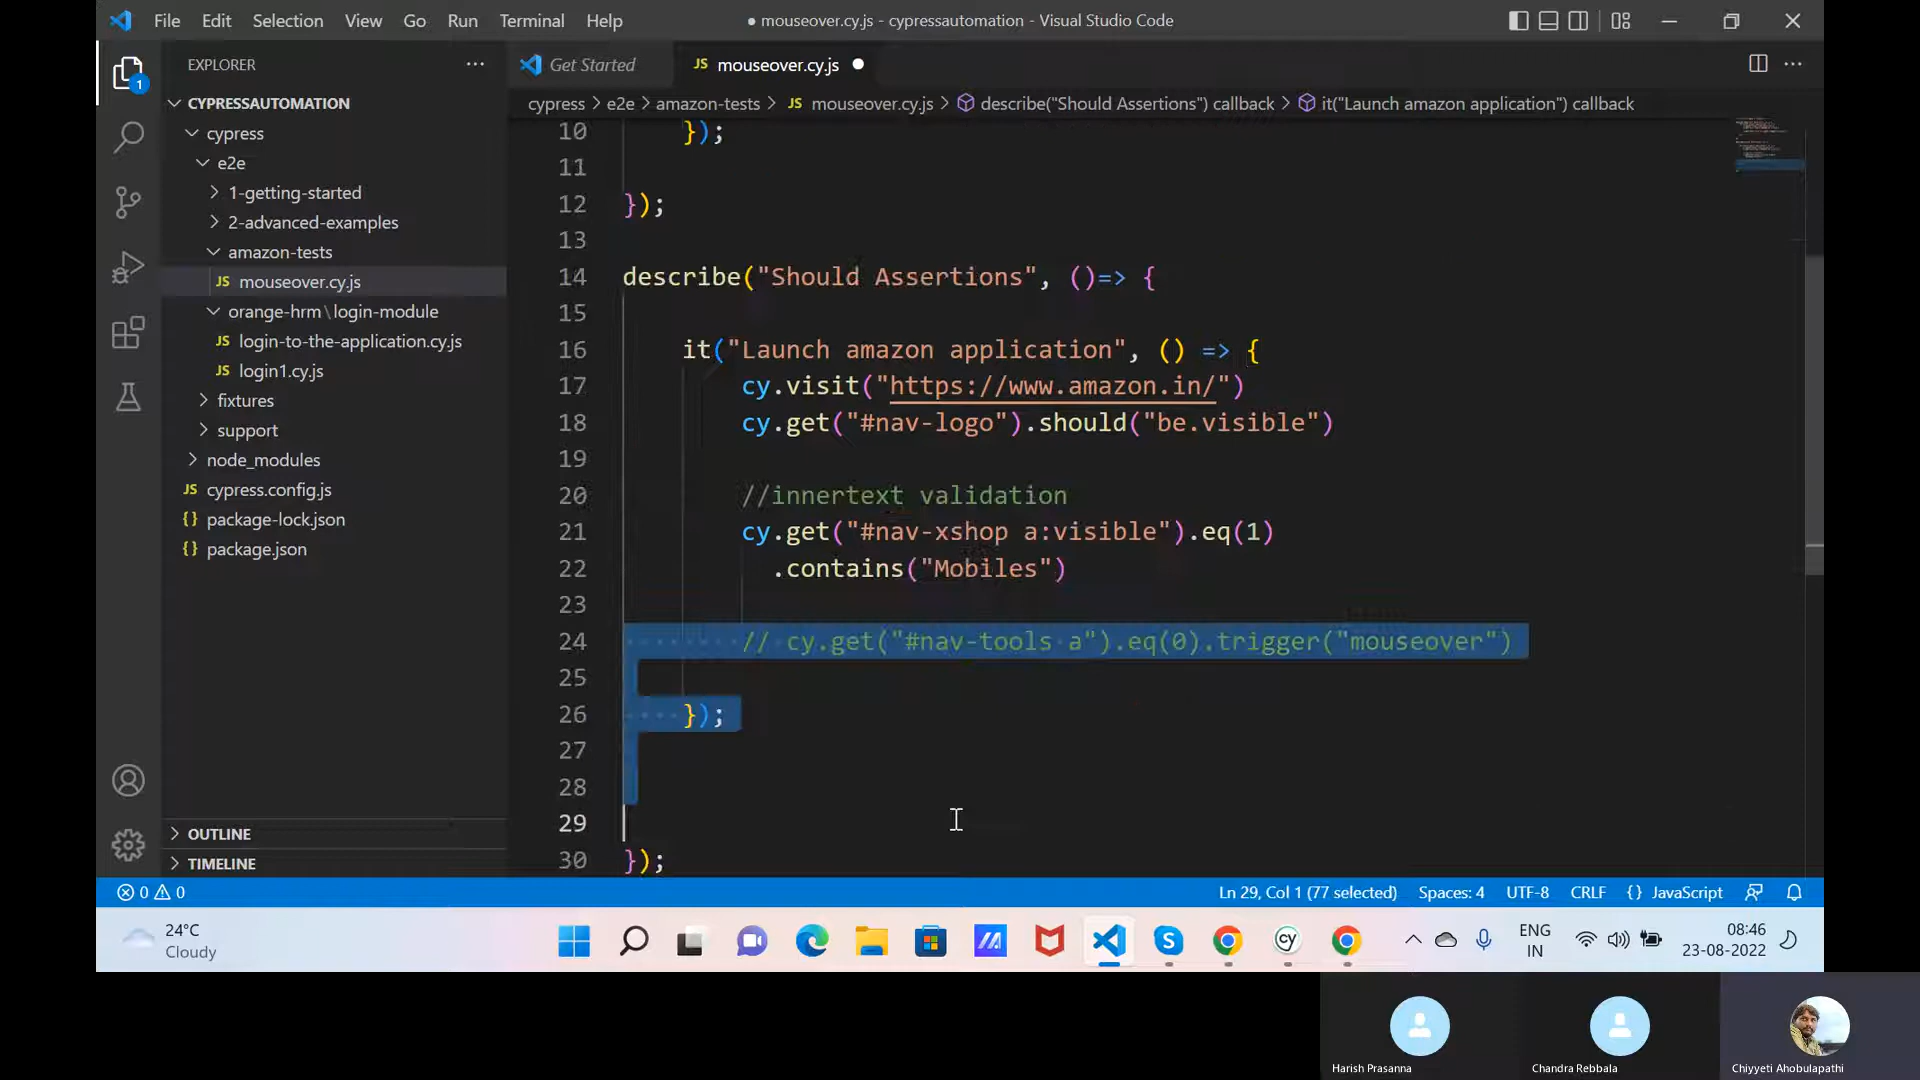 File Edit Selection View Go Run Terminal Help
● mouseover.cy.js - cypressautomation - Visual Studio Code
EXPLORER
Get Started
JS mouseover.cy.js
CYPRESSAUTOMATION
cypress > e2e > amazon-tests > JS mouseover.cy.js > describe("Should Assertions") callback > it("Launch amazon application") callback
cypress
e2e
1-getting-started
2-advanced-examples
amazon-tests
JS mouseover.cy.js
orange-hrm\login-module
JS login-to-the-application.cy.js
JS login1.cy.js
fixtures
support
node_modules
JS cypress.config.js
{} package-lock.json
{} package.json
OUTLINE
TIMELINE
1
10 });
11
12 });
13
14 describe("Should Assertions", ()=> {
15
16 it("Launch amazon application", () => {
17 cy.visit("https://www.amazon.in/")
18 cy.get("#nav-logo").should("be.visible")
19
20 //innertext validation
21 cy.get("#nav-xshop a:visible").eq(1)
22 .contains("Mobiles")
23
24 // cy.get("#nav-tools a").eq(0).trigger("mouseover")
25
26 });
27
28
29
30 });
0 0
Ln 29, Col 1 (77 selected) Spaces: 4 UTF-8 CRLF {} JavaScript
24°C
Cloudy
cy
ENG
IN
08:46
23-08-2022
Harish Prasanna
Chandra Rebbala
Chiyyeti Ahobulapathi